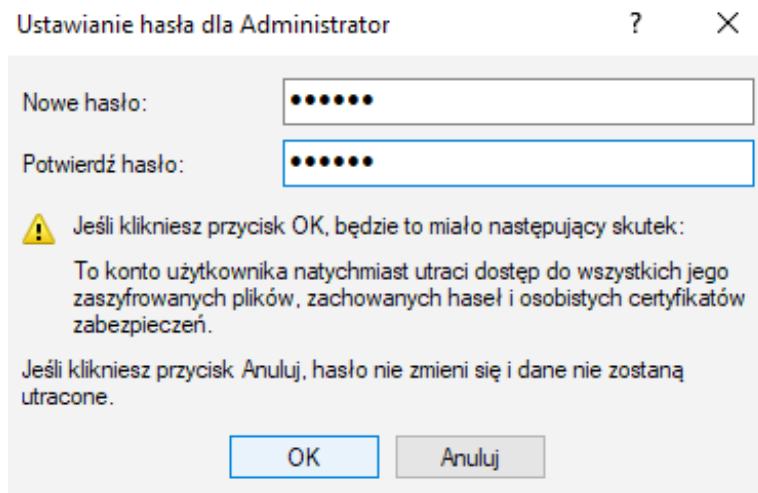 Ustawianie hasła dla Administrator ? ×
Nowe hasło: ••••••
Potwierdź hasło: ••••••
Jeśli klikniesz przycisk OK, będzie to miało następujący skutek:
To konto użytkownika natychmiast utraci dostęp do wszystkich jego
zaszyfrowanych plików, zachowanych haseł i osobistych certyfikatów
zabezpieczeń.
Jeśli klikniesz przycisk Anuluj, hasło nie zmieni się i dane nie zostaną
utracone.
OK Anuluj